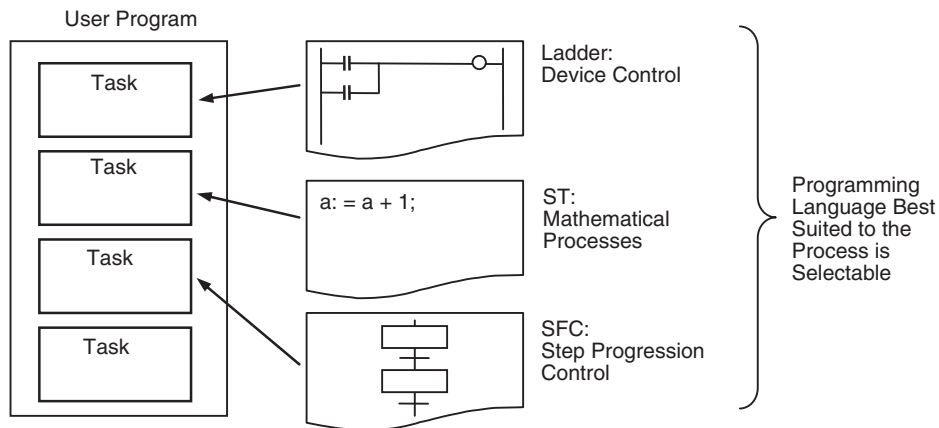 User Program
Task
Task
Task
Task
Ladder:
Device Control
a: = a + 1;
ST:
Mathematical
Processes
SFC:
Step Progression
Control
Programming
Language Best
Suited to the
Process is
Selectable